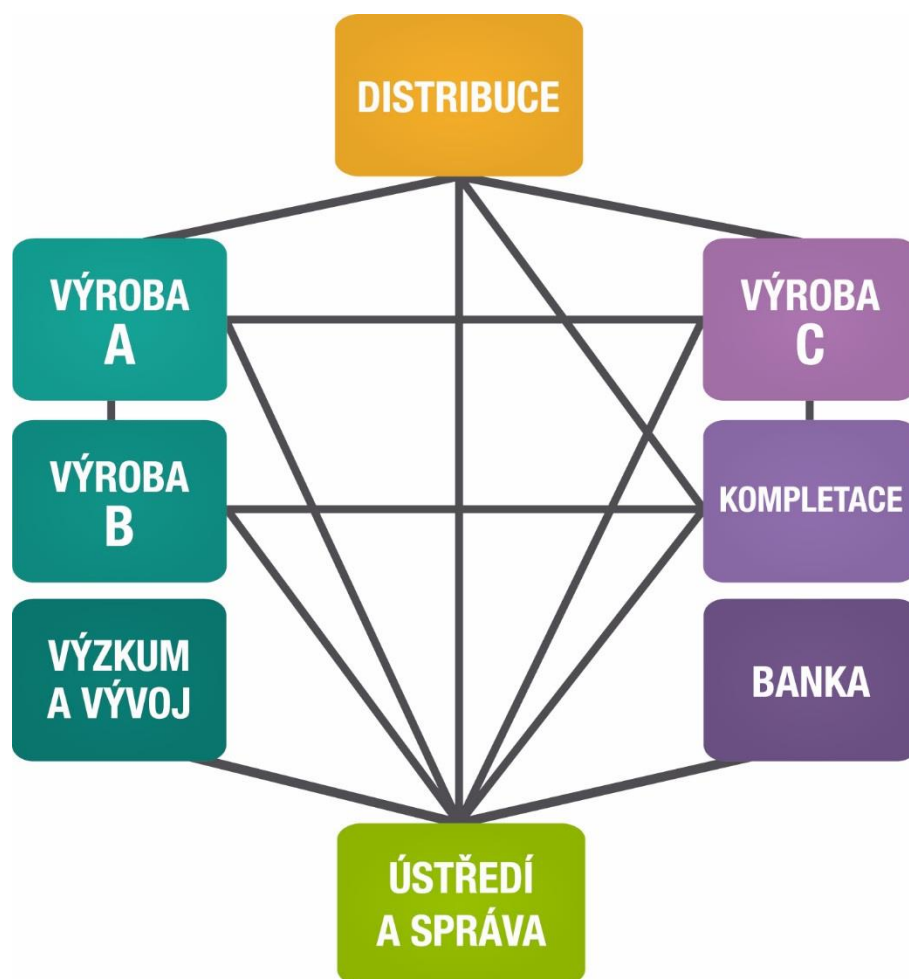 DISTRIBUCE
VÝROBA
A
VÝROBA
C
VÝROBA
B
KOMPLETACE
VÝZKUM
A VÝVOJ
BANKA
ÚSTŘEDÍ
A SPRÁVA